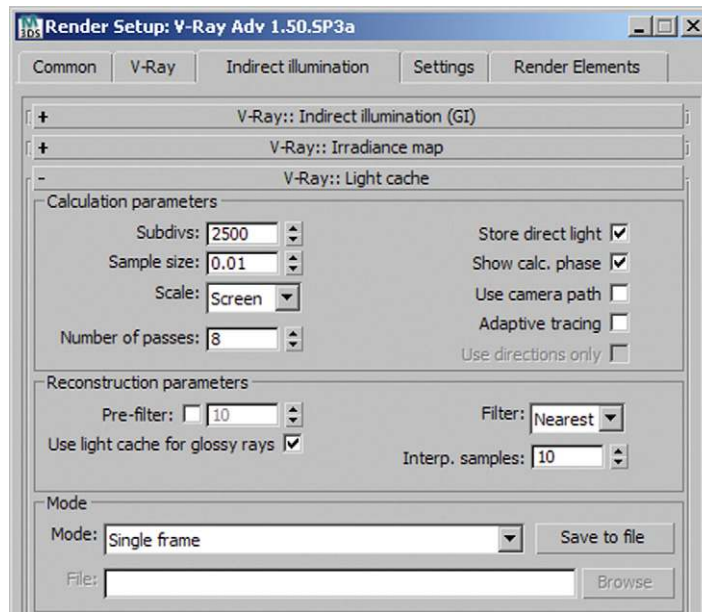 Render Setup: V-Ray Adv 1.50.SP3a
Common V-Ray Indirect illumination Settings Render Elements
+ V-Ray:: Indirect illumination (GI)
+ V-Ray:: Irradiance map
- V-Ray:: Light cache
Calculation parameters
Subdivs: 2500 Store direct light
Sample size: 0.01 Show calc. phase
Scale: Screen Use camera path
Adaptive tracing
Number of passes: 8
Use directions only
Reconstruction parameters
Pre-filter: 10 Filter: Nearest
Use light cache for glossy rays Interp. samples: 10
Mode
Mode: Single frame Save to file
File: Browse